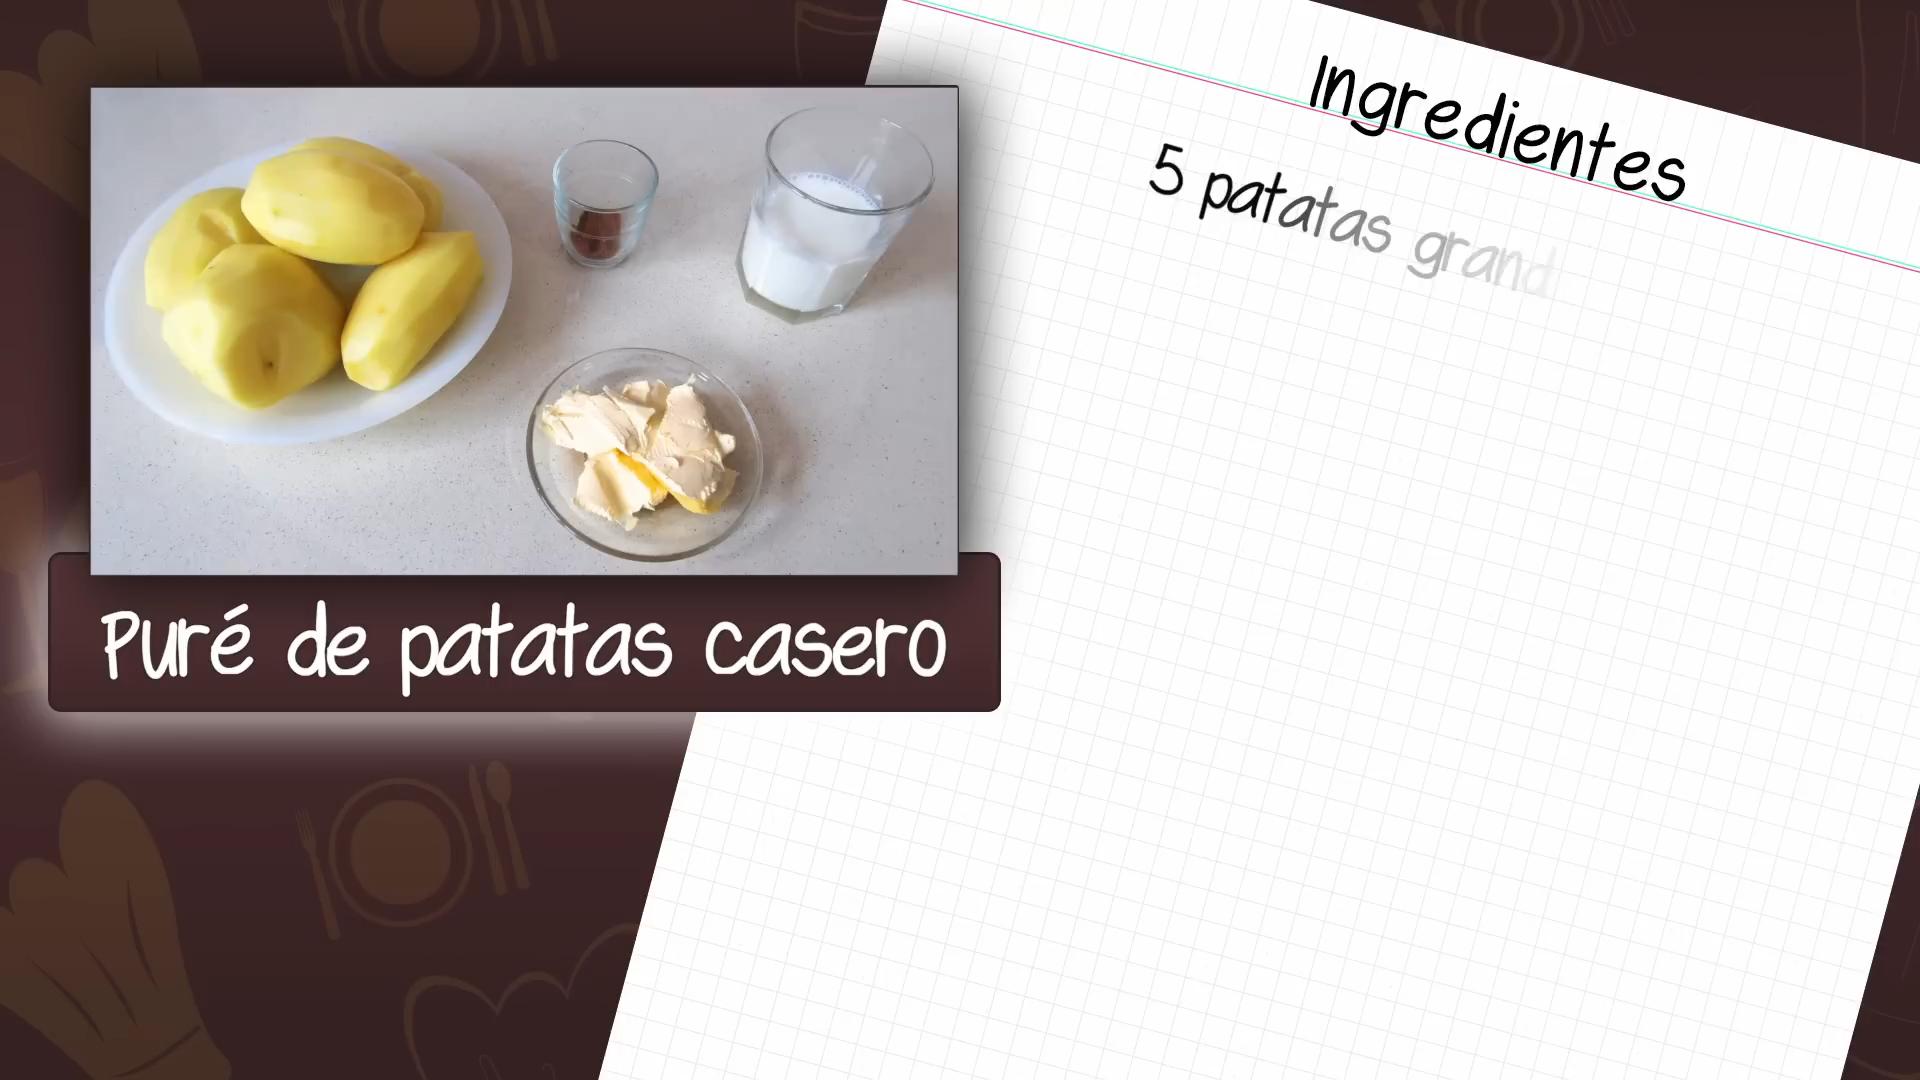 Ingredientes
5 patatas grand
Puré de patatas casero